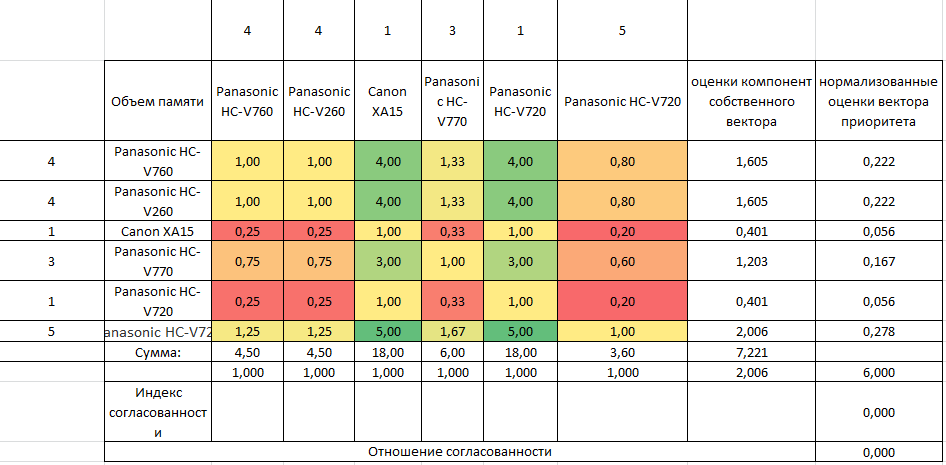 4 4 1 3 1 5
Объем памяти Panasonic HC-V760 Panasonic HC-V260 Canon XA15 Panasoni c HC-V770 Panasonic HC-V720 Panasonic HC-V720 оценки компонент собственного вектора нормализованные оценки вектора приоритета
4 Panasonic HC-V760 1,00 1,00 4,00 1,33 4,00 0,80 1,605 0,222
4 Panasonic HC-V260 1,00 1,00 4,00 1,33 4,00 0,80 1,605 0,222
1 Canon XA15 0,25 0,25 1,00 0,33 1,00 0,20 0,401 0,056
3 Panasonic HC-V770 0,75 0,75 3,00 1,00 3,00 0,60 1,203 0,167
1 Panasonic HC-V720 0,25 0,25 1,00 0,33 1,00 0,20 0,401 0,056
5 anasonic HC-V72 1,25 1,25 5,00 1,67 5,00 1,00 2,006 0,278
Сумма: 4,50 4,50 18,00 6,00 18,00 3,60 7,221
1,000 1,000 1,000 1,000 1,000 1,000 2,006 6,000
Индекс согласованност и 0,000
Отношение согласованности 0,000